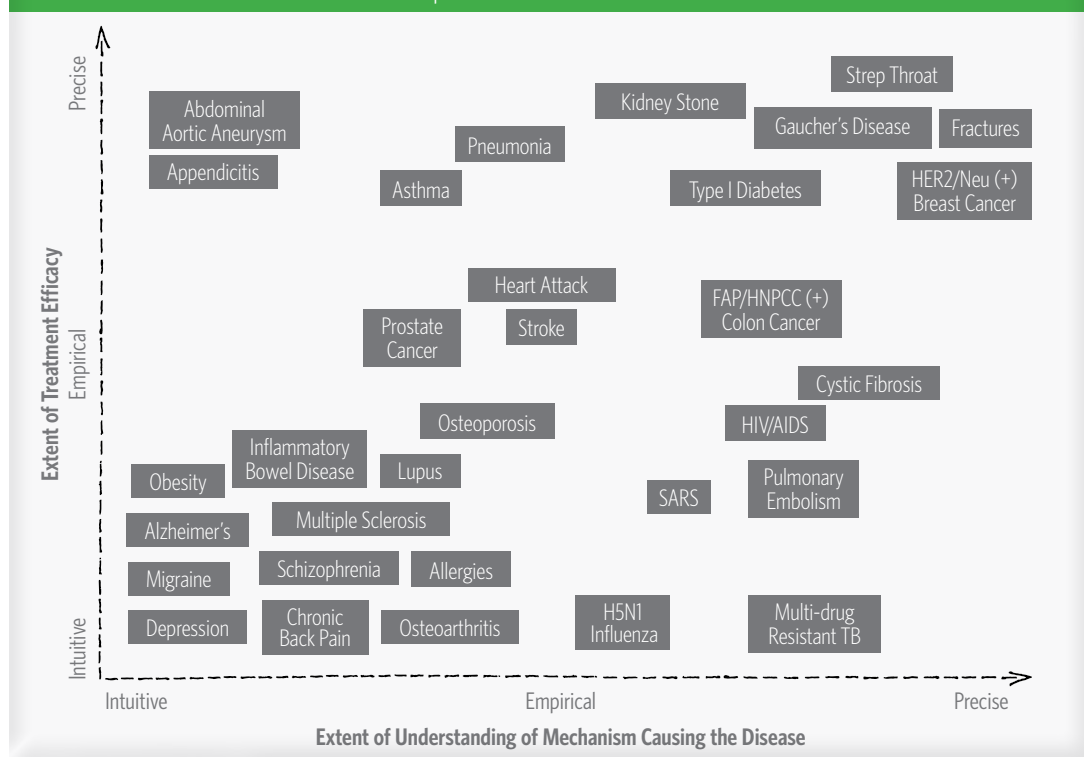 Precise
Empirical
Intuitive
Extent of Treatment Efficacy
Strep Throat
Abdominal
Aortic Aneurysm
Kidney Stone
Gaucher's Disease
Fractures
Pneumonia
Appendicitis
Asthma
Type I Diabetes
HER2/Neu (+)
Breast Cancer
Heart Attack
FAP/HNPCC (+)
Colon Cancer
Prostate
Cancer
Stroke
Cystic Fibrosis
Osteoporosis
HIV/AIDS
Inflammatory
Bowel Disease
Lupus
Obesity
Pulmonary
Embolism
SARS
Multiple Sclerosis
Alzheimer's
Schizophrenia
Allergies
Migraine
Depression
Chronic
Back Pain
Osteoarthritis
H5N1
Influenza
Multi-drug
Resistant TB
Intuitive
Empirical
Precise
Extent of Understanding of Mechanism Causing the Disease